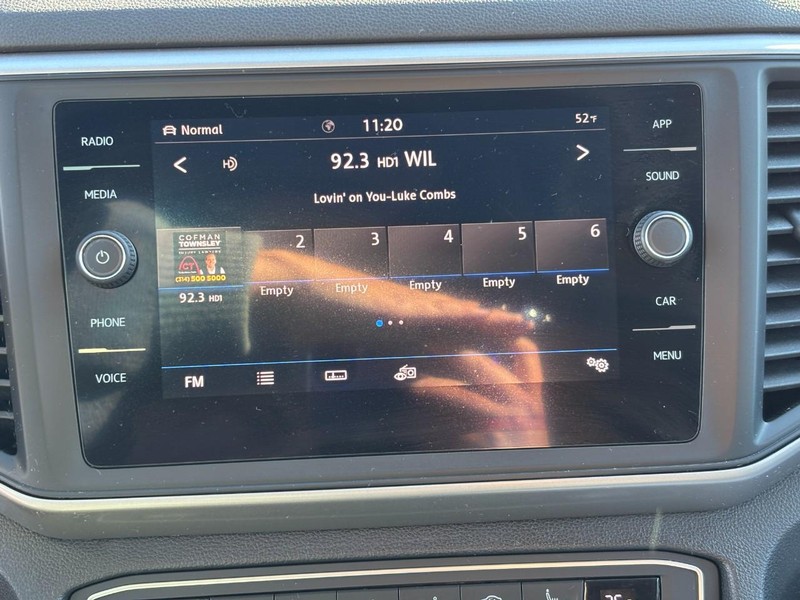 RADIO
MEDIA
PHONE
VOICE
Normal
11:20
52°F
92.3 HD1 WIL
Lovin' on You-Luke Combs
COFMAN
TOWNSLEY
CT
(314) 500 5000
92.3 HD1
2
Empty
3
Empty
4
Empty
5
Empty
6
Empty
FM
APP
SOUND
CAR
MENU